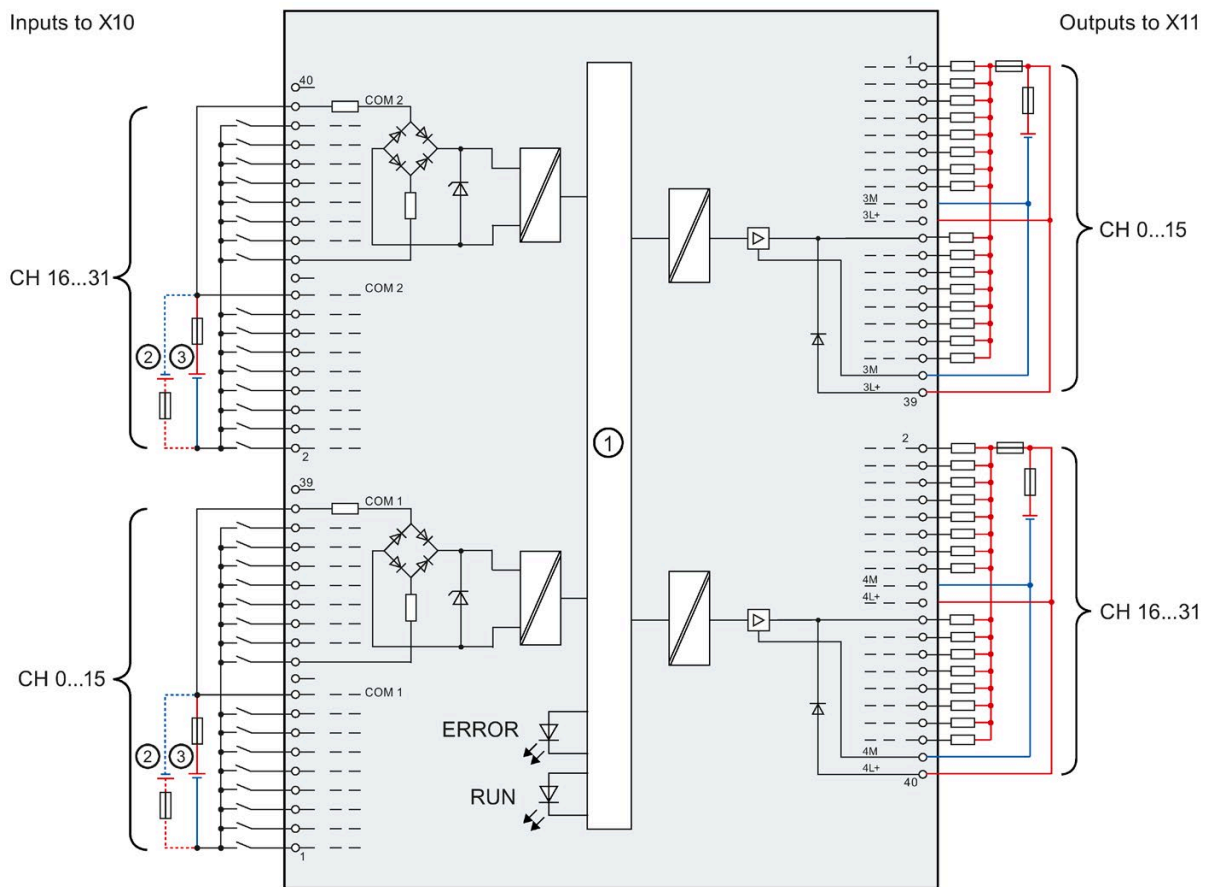 Inputs to X10
Outputs to X11
40
COM 2
CH 16...31
COM 2
2
3
2
39
COM 1
CH 0...15
COM 1
2
3
1
1
ERROR
RUN
1
3M
3L+
CH 0...15
3M
3L+
39
2
4M
4L+
CH 16...31
4M
4L+
40